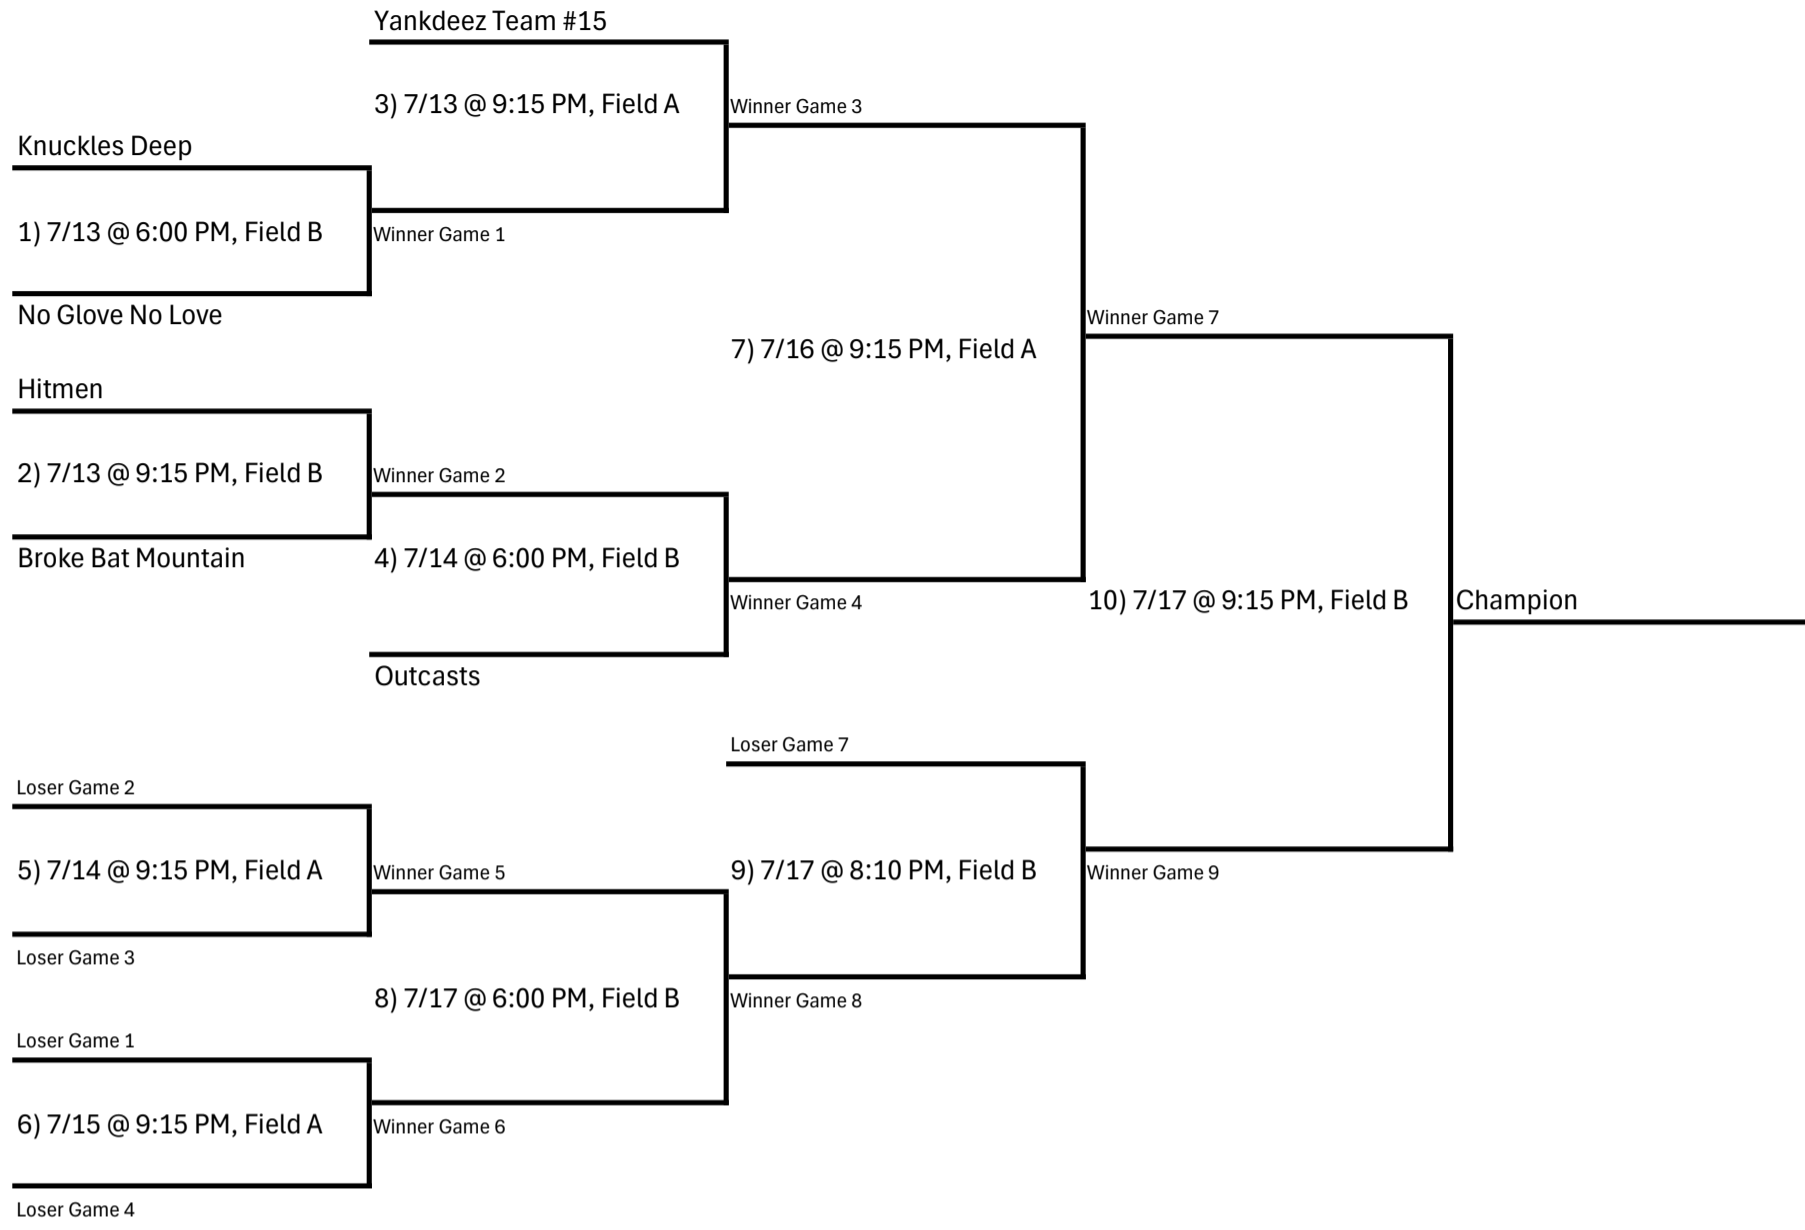 Yankdeez Team #15
3) 7/13 @ 9:15 PM, Field A
Winner Game 3
Knuckles Deep
1) 7/13 @ 6:00 PM, Field B
Winner Game 1
No Glove No Love
Winner Game 7
7) 7/16 @ 9:15 PM, Field A
Hitmen
2) 7/13 @ 9:15 PM, Field B
Winner Game 2
Broke Bat Mountain
4) 7/14 @ 6:00 PM, Field B
Winner Game 4
10) 7/17 @ 9:15 PM, Field B
Champion
Outcasts
Loser Game 7
Loser Game 2
5) 7/14 @ 9:15 PM, Field A
Winner Game 5
9) 7/17 @ 8:10 PM, Field B
Winner Game 9
Loser Game 3
8) 7/17 @ 6:00 PM, Field B
Winner Game 8
Loser Game 1
6) 7/15 @ 9:15 PM, Field A
Winner Game 6
Loser Game 4